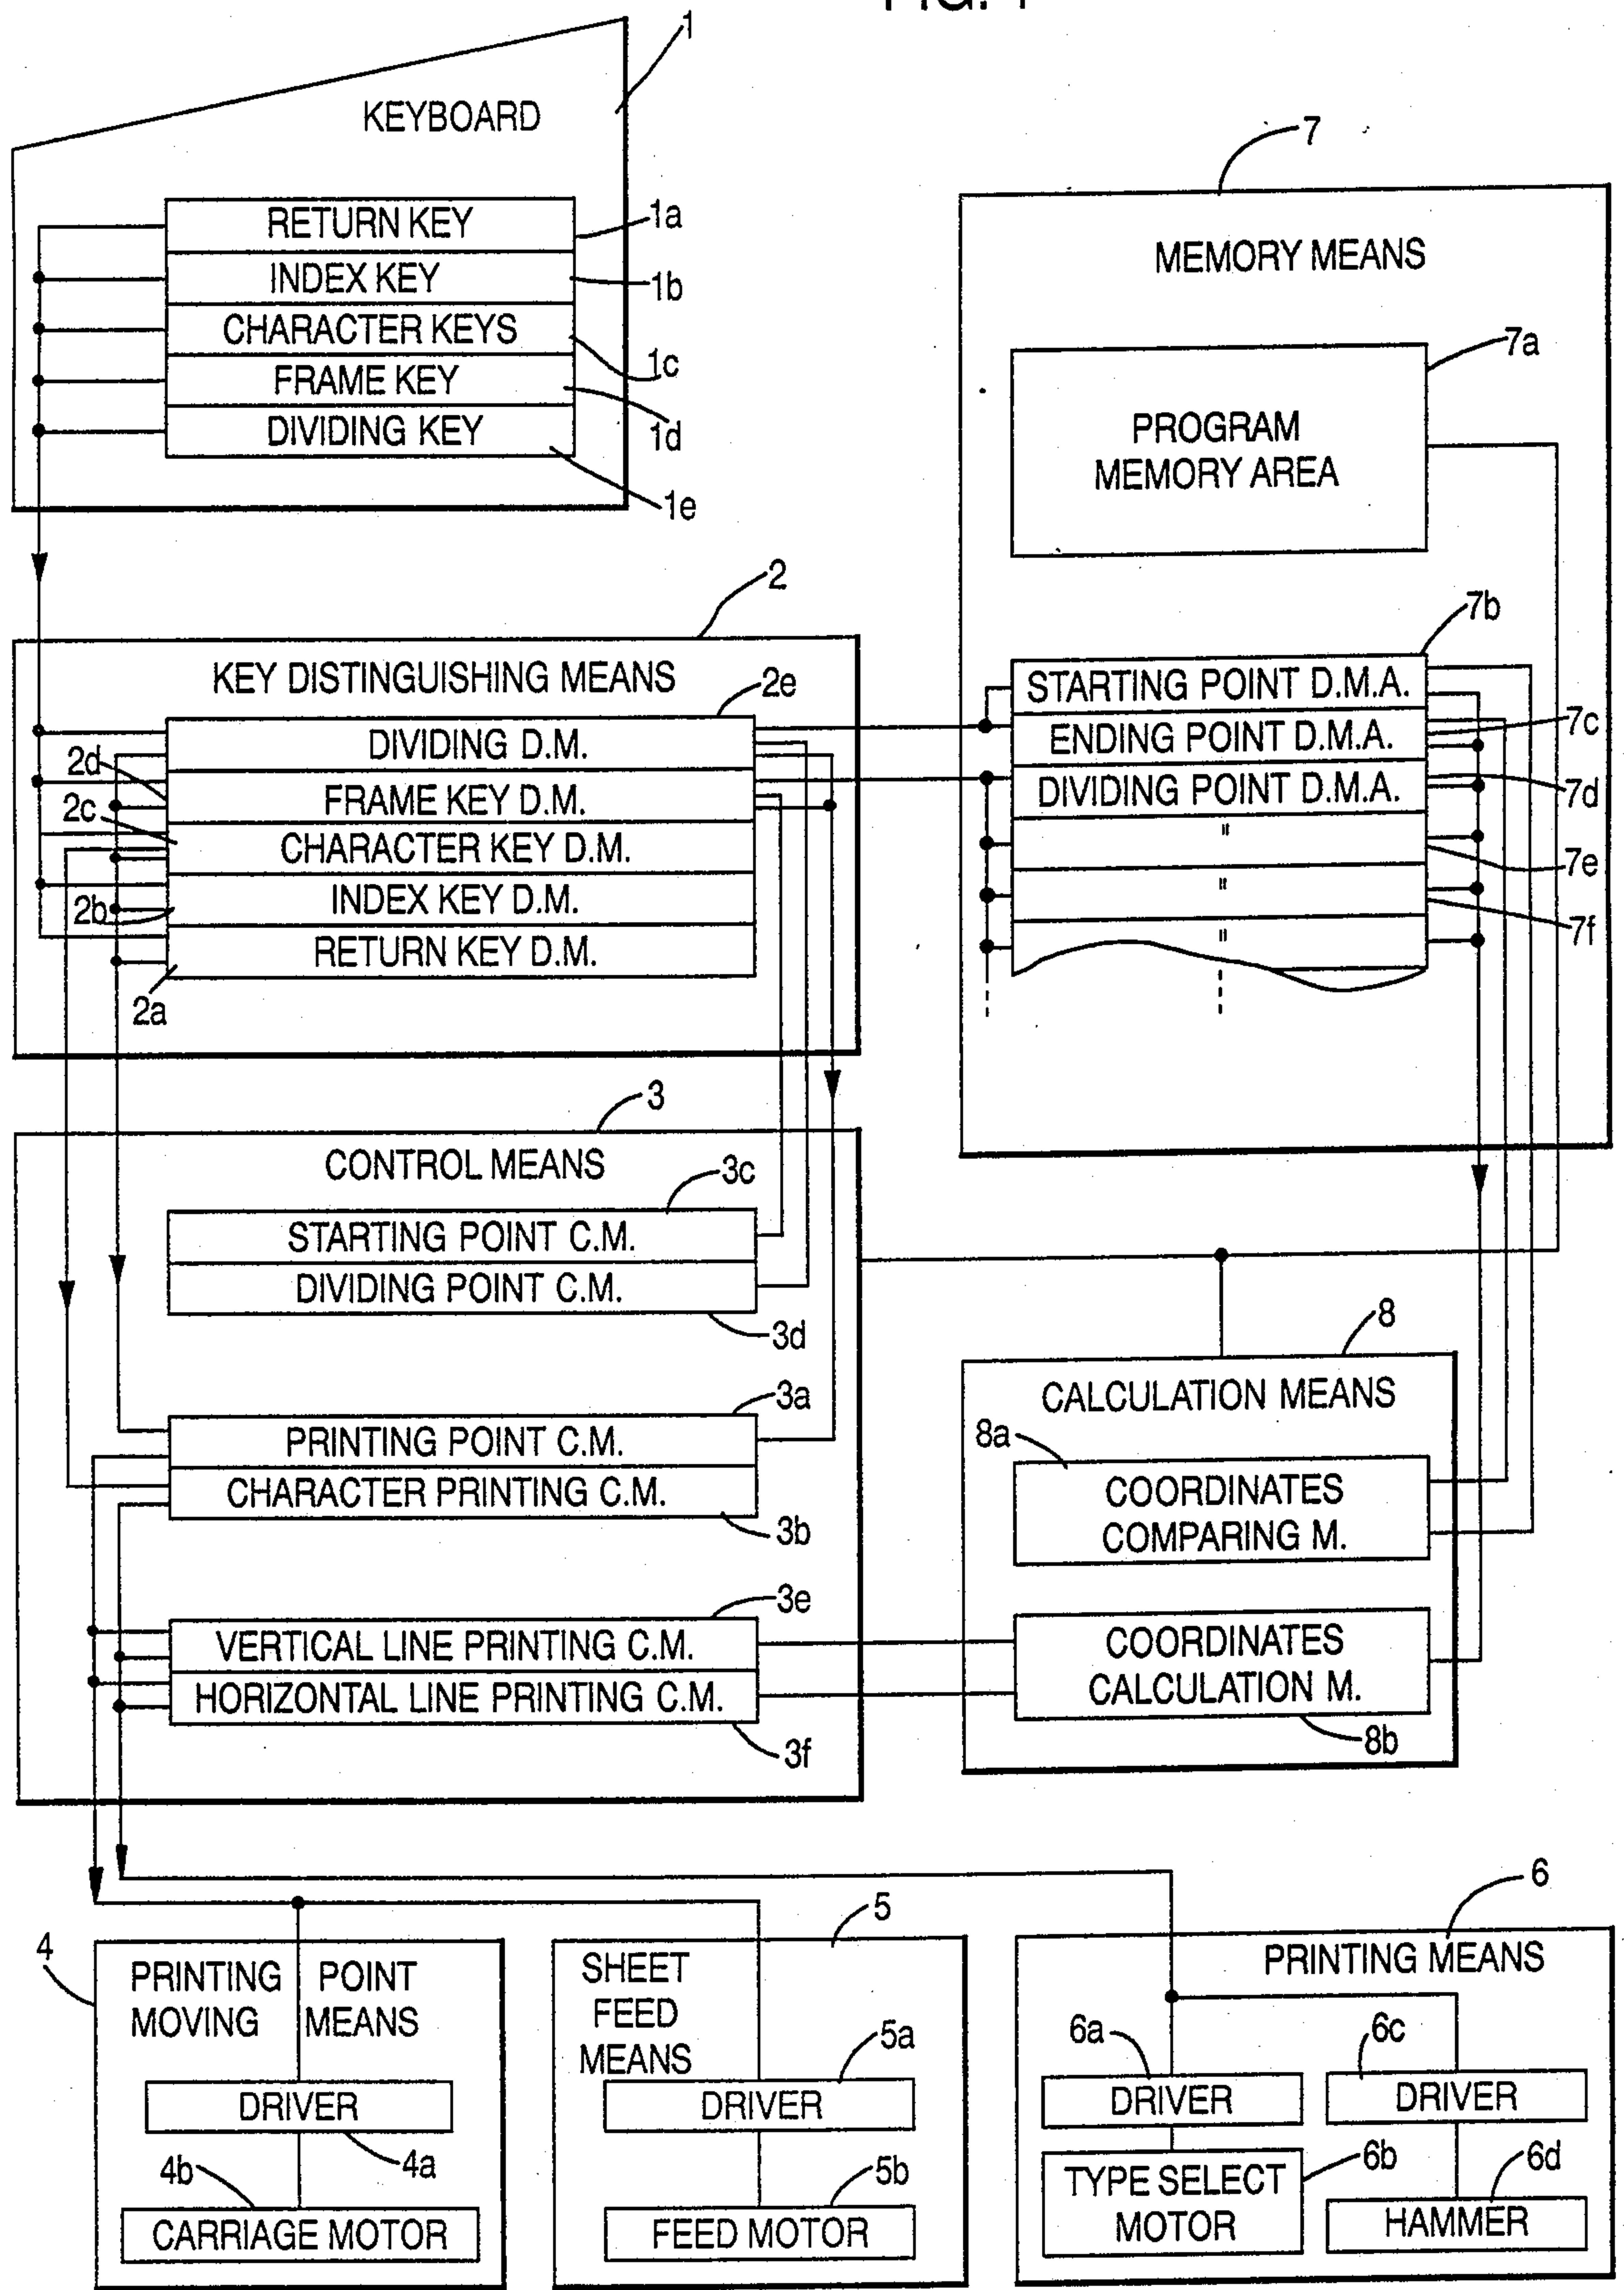 FIG. 1
1
KEYBOARD
RETURN KEY
1a
INDEX KEY
1b
CHARACTER KEYS
1c
FRAME KEY
1d
DIVIDING KEY
1e
7
MEMORY MEANS
7a
PROGRAM
MEMORY AREA
7b
STARTING POINT D.M.A.
7c
ENDING POINT D.M.A.
7d
DIVIDING POINT D.M.A.
"
7e
"
7f
"
2
KEY DISTINGUISHING MEANS
2e
DIVIDING D.M.
2d
FRAME KEY D.M.
2c
CHARACTER KEY D.M.
INDEX KEY D.M.
2b
RETURN KEY D.M.
2a
3
CONTROL MEANS
3c
STARTING POINT C.M.
DIVIDING POINT C.M.
3d
3a
PRINTING POINT C.M.
CHARACTER PRINTING C.M.
3b
3e
VERTICAL LINE PRINTING C.M.
HORIZONTAL LINE PRINTING C.M.
3f
8
CALCULATION MEANS
8a
COORDINATES
COMPARING M.
COORDINATES
CALCULATION M.
8b
4
PRINTING POINT
MOVING MEANS
DRIVER
4a
4b
CARRIAGE MOTOR
5
SHEET
FEED
MEANS
5a
DRIVER
5b
FEED MOTOR
6
PRINTING MEANS
6a
6c
DRIVER
DRIVER
6b
6d
TYPE SELECT
MOTOR
HAMMER